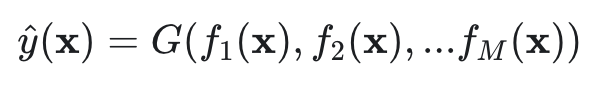 ŷ(x) = G(f₁(x), f₂(x), ...f_M(x))